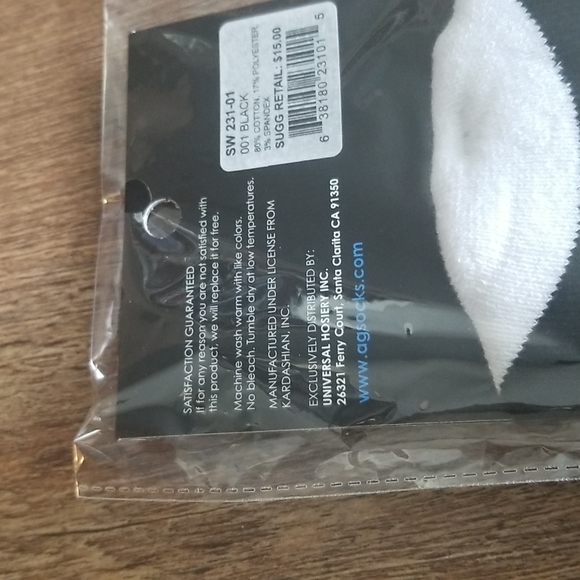 SW 231-01
001 BLACK
80% COTTON, 17% POLYESTER
3% SPANDEX
SUGG RETAIL: $15.00
6 38180 23101 5
SATISFACTION GUARANTEED
If for any reason you are not satisfied with
this product, we will replace it for free.
Machine wash warm with like colors.
No bleach. Tumble dry at low temperatures.
MANUFACTURED UNDER LICENSE FROM
KARDASHIAN, INC.
EXCLUSIVELY DISTRIBUTED BY:
UNIVERSAL HOSIERY INC.
26321 Ferry Court, Santa Clarita CA 91350
www.agsocks.com